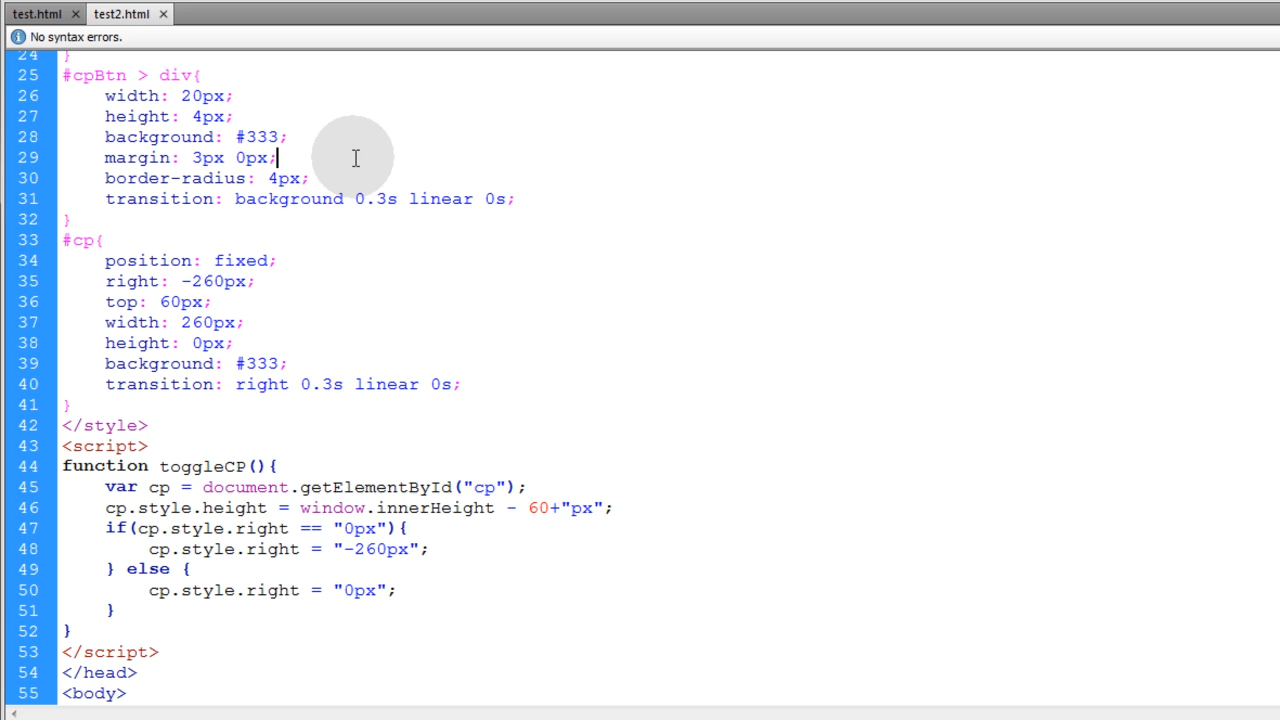 test.html
test2.html
No syntax errors.
24 }
25 #cpBtn > div{
26 width: 20px;
27 height: 4px;
28 background: #333;
29 margin: 3px 0px;
30 border-radius: 4px;
31 transition: background 0.3s linear 0s;
32 }
33 #cp{
34 position: fixed;
35 right: -260px;
36 top: 60px;
37 width: 260px;
38 height: 0px;
39 background: #333;
40 transition: right 0.3s linear 0s;
41 }
42 </style>
43 <script>
44 function toggleCP(){
45 var cp = document.getElementById("cp");
46 cp.style.height = window.innerHeight - 60+"px";
47 if(cp.style.right == "0px"){
48 cp.style.right = "-260px";
49 } else {
50 cp.style.right = "0px";
51 }
52 }
53 </script>
54 </head>
55 <body>